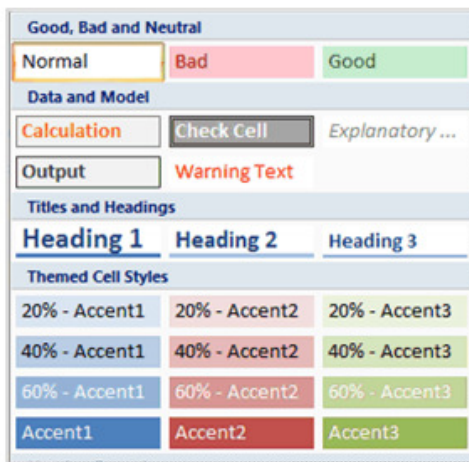 Good, Bad and Neutral
Normal Bad Good
Data and Model
Calculation Check Cell Explanatory ...
Output Warning Text
Titles and Headings
Heading 1 Heading 2 Heading 3
Themed Cell Styles
20% - Accent1 20% - Accent2 20% - Accent3
40% - Accent1 40% - Accent2 40% - Accent3
60% - Accent1 60% - Accent2 60% - Accent3
Accent1 Accent2 Accent3